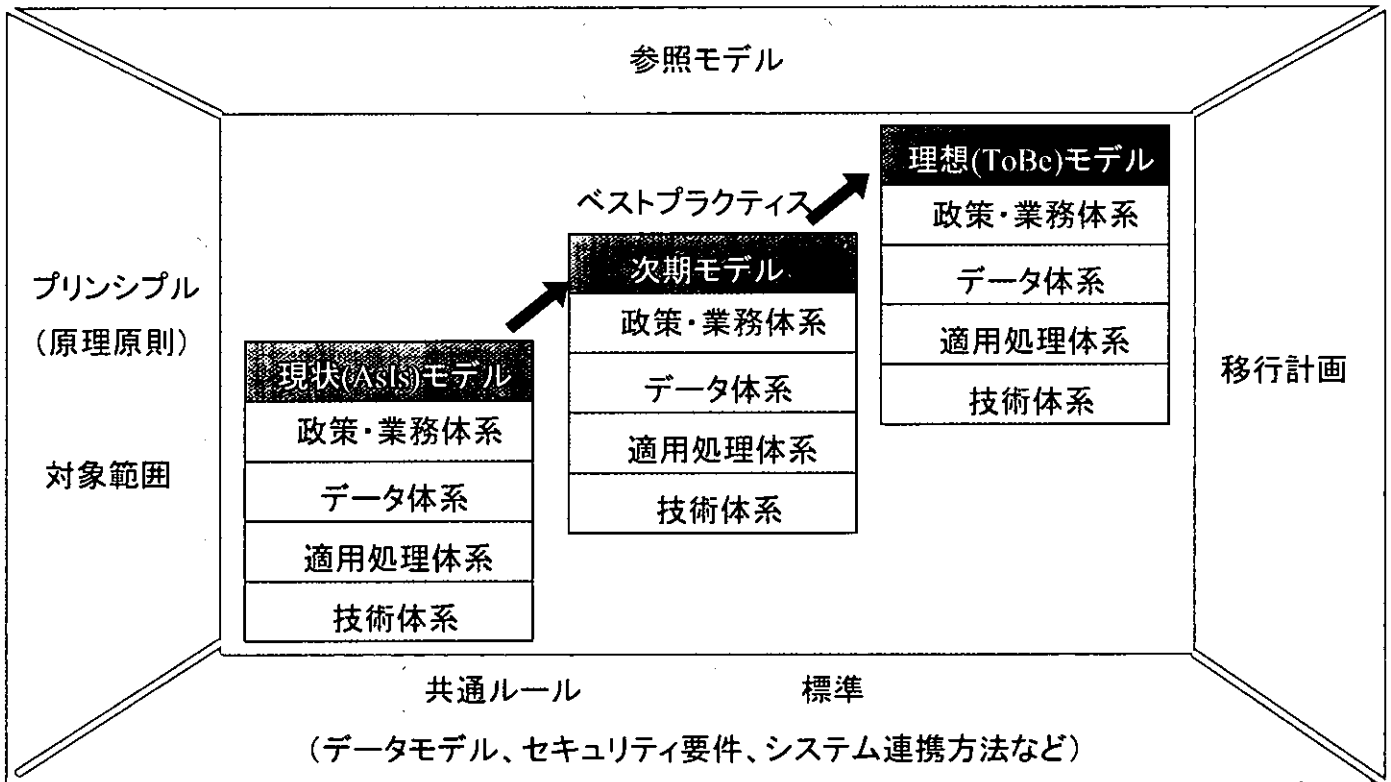 参照モデル
プリンシプル
(原理原則)
対象範囲
現状(AsIs)モデル
政策・業務体系
データ体系
適用処理体系
技術体系
ベストプラクティス
次期モデル
政策・業務体系
データ体系
適用処理体系
技術体系
理想(ToBe)モデル
政策・業務体系
データ体系
適用処理体系
技術体系
移行計画
共通ルール 標準
(データモデル、セキュリティ要件、システム連携方法など)